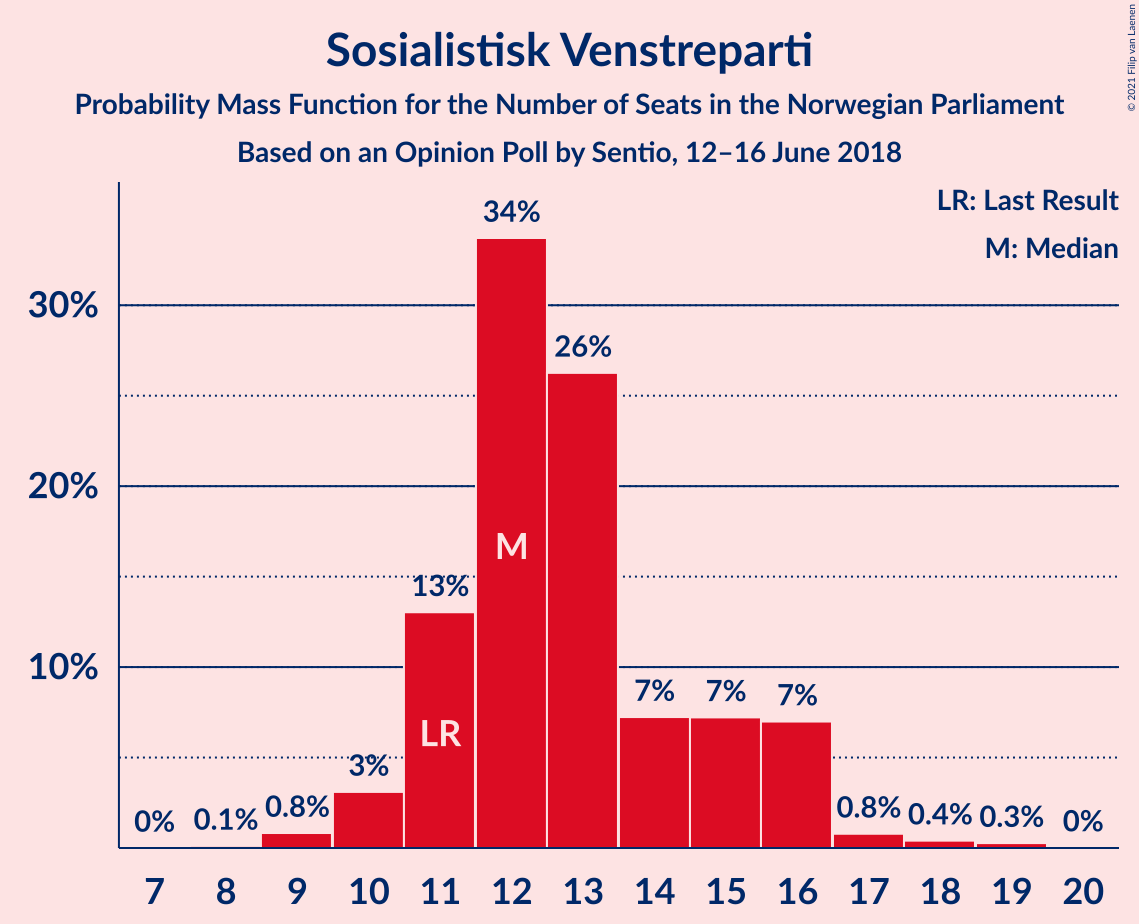 Sosialistisk Venstreparti
Probability Mass Function for the Number of Seats in the Norwegian Parliament
Based on an Opinion Poll by Sentio, 12–16 June 2018
© 2021 Filip van Laenen
LR: Last Result
M: Median
30%
20%
10%
0%
0.1%
0.8%
3%
13%
34%
26%
7%
7%
7%
0.8%
0.4%
0.3%
0%
LR
M
7 8 9 10 11 12 13 14 15 16 17 18 19 20